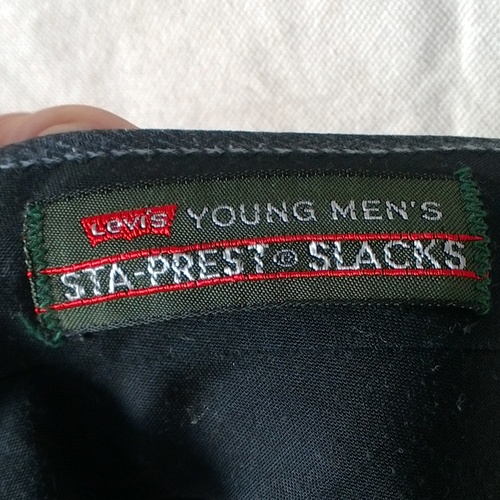 Levi's YOUNG MEN'S
STA-PREST® SLACKS